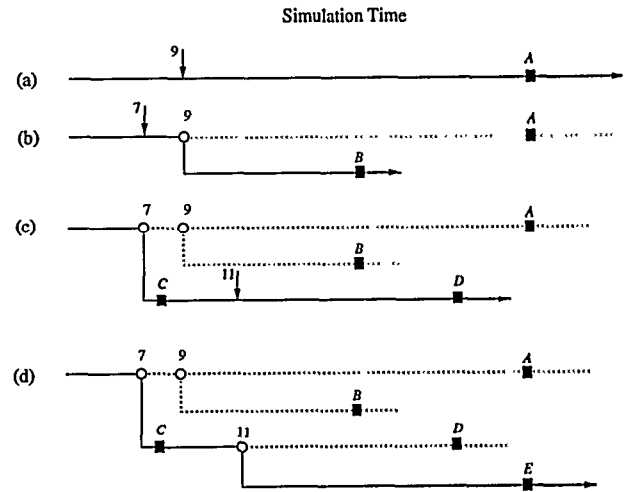 Simulation Time
(a) 9 A
(b) 7 9 A
B
(c) 7 9 A
B
C 11 D
(d) 7 9 A
B
C 11 D
E